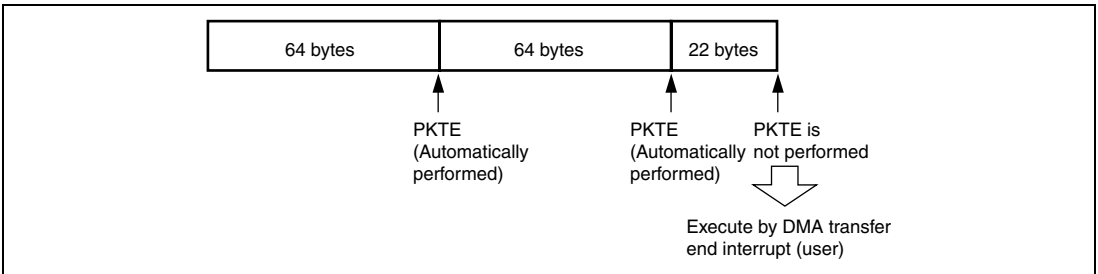 64 bytes
64 bytes
22 bytes
PKTE
(Automatically
performed)
PKTE
(Automatically
performed)
PKTE is
not performed
Execute by DMA transfer
end interrupt (user)